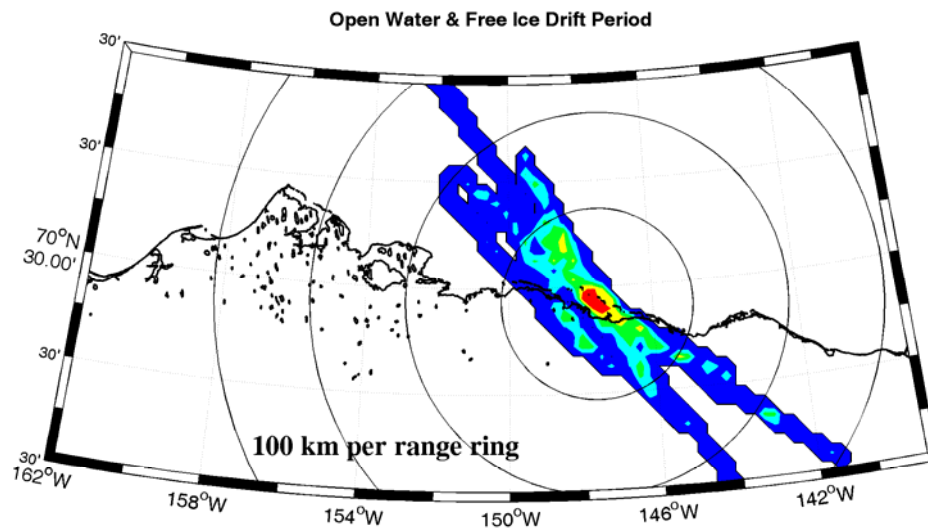 Open Water & Free Ice Drift Period
30'
30'
70°N
30.00'
30'
30'
162°W
158°W
154°W
150°W
146°W
142°W
100 km per range ring